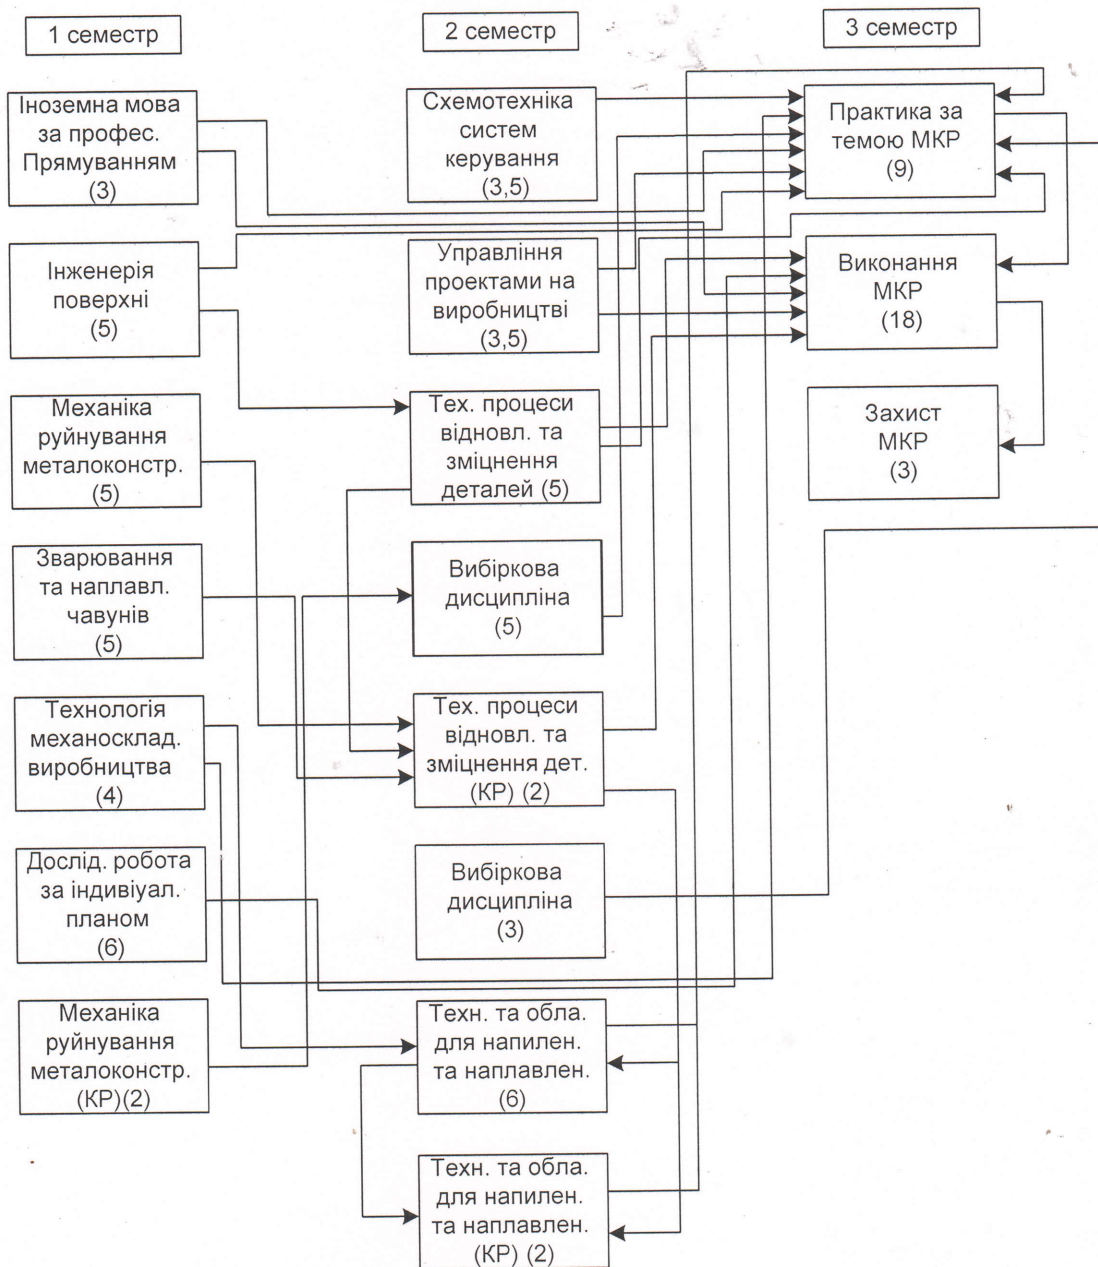 1 семестр
2 семестр
3 семестр
Іноземна мова
за профес.
Прямуванням
(3)
Інженерія
поверхні
(5)
Механіка
руйнування
металоконстр.
(5)
Зварювання
та наплавл.
чавунів
(5)
Технологія
механосклад.
виробництва
(4)
Дослід. робота
за індивіуал.
планом
(6)
Механіка
руйнування
металоконстр.
(КР)(2)
Схемотехніка
систем
керування
(3,5)
Управління
проектами на
виробництві
(3,5)
Тех. процеси
відновл. та
зміцнення
деталей (5)
Вибіркова
дисципліна
(5)
Тех. процеси
відновл. та
зміцнення дет.
(КР) (2)
Вибіркова
дисципліна
(3)
Техн. та обла.
для напилен.
та наплавлен.
(6)
Техн. та обла.
для напилен.
та наплавлен.
(КР) (2)
Практика за
темою МКР
(9)
Виконання
МКР
(18)
Захист
МКР
(3)